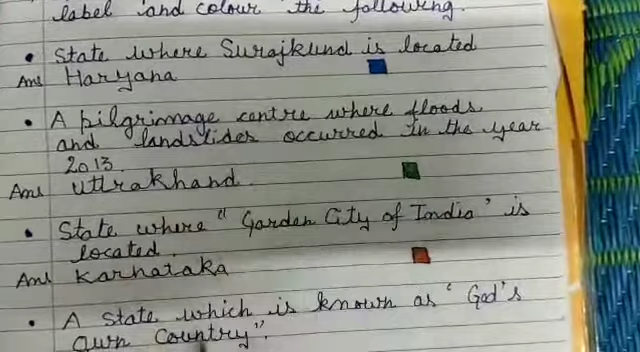 label and colour the following.
• State where Surajkund is located
Ans Haryana
• A pilgrimage centre where floods
and landslides occurred in the year
2013.
Ans Uttrakhand.
• State where "Garden City of India" is
located.
Ans Karnataka
• A state which is known as "God's
own Country".